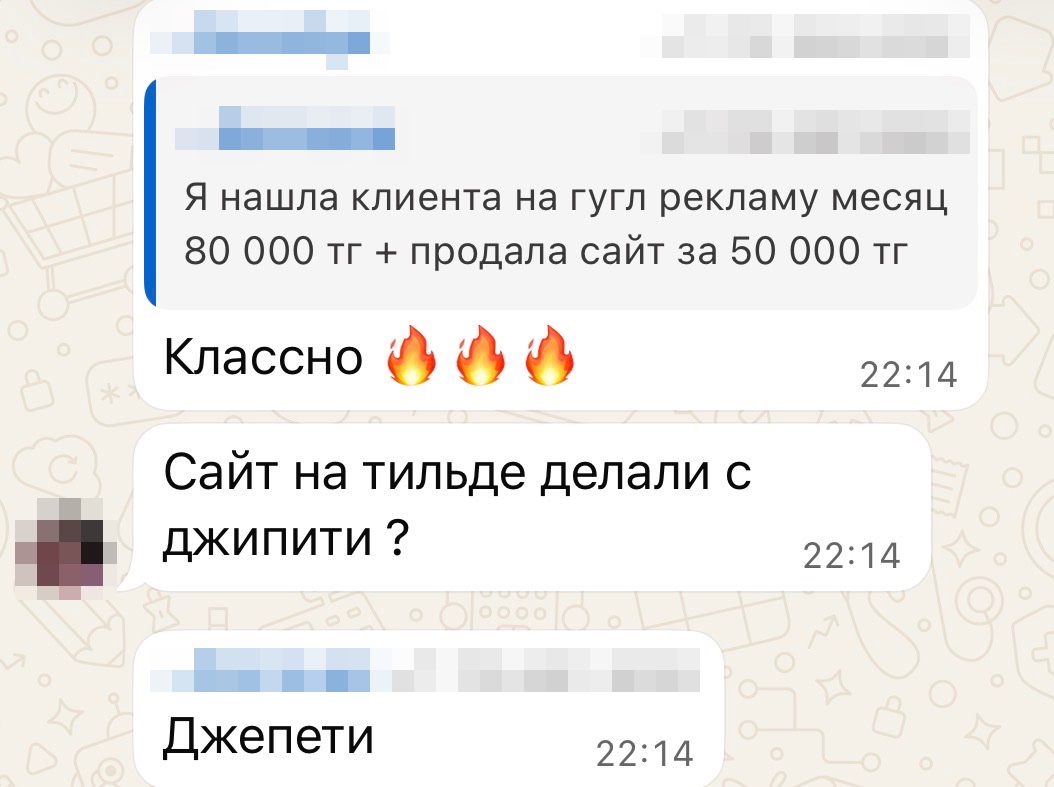 Я нашла клиента на гугл рекламу месяц
80 000 тг + продала сайт за 50 000 тг
Классно 🔥🔥🔥
22:14
Сайт на тильде делали с
джипити ?
22:14
Джепети
22:14